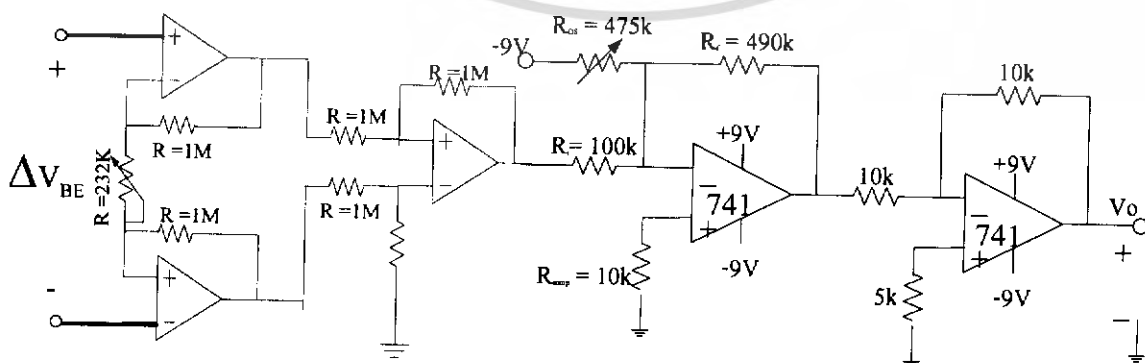 R_os = 475k
-9V
R_f = 490k
10k
+
+
-
R =1M
R =1M
R =1M
+
-
R = 100k
+9V
+9V
10k
ΔV_BE
R =232K
R =1M
R =1M
-
741
+
-
741
+
Vo
+
-9V
-9V
R_comp = 10k
5k
-
+
-
-